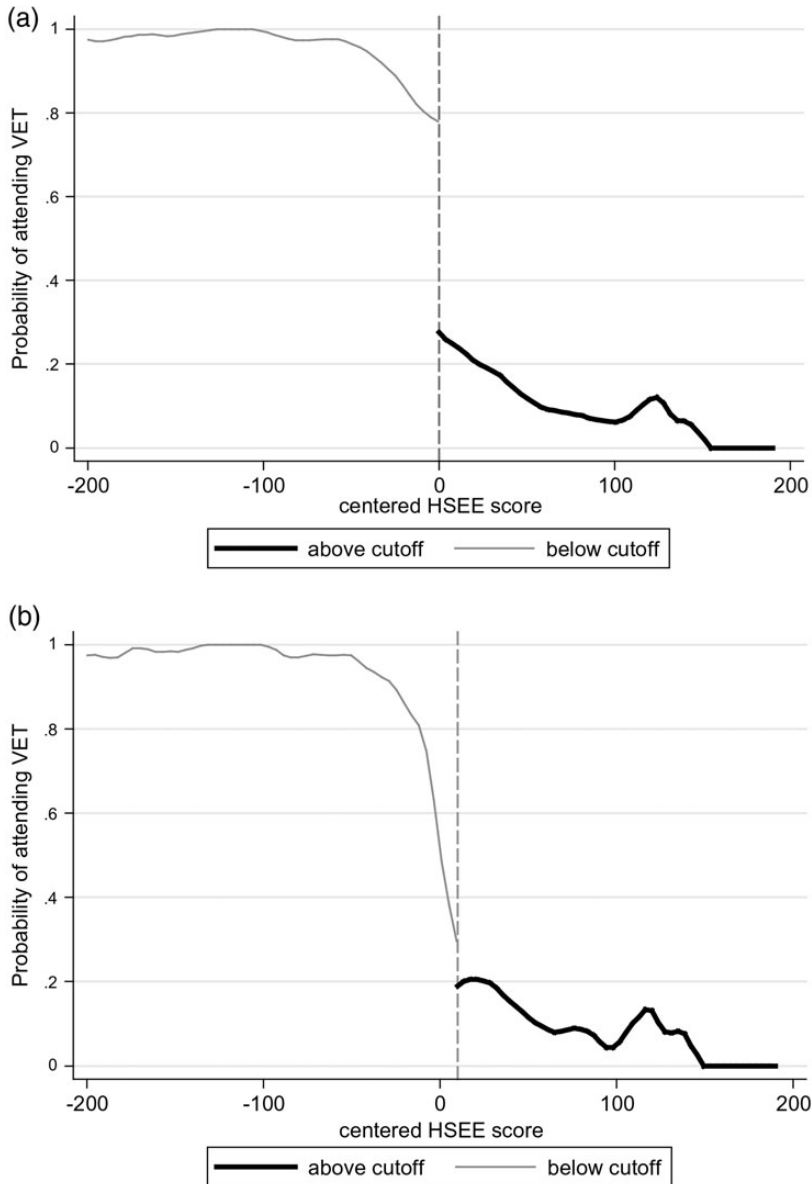 (a)
Probability of attending VET
1
.8
.6
.4
.2
0
-200 -100 0 100 200
centered HSEE score
above cutoff below cutoff
(b)
Probability of attending VET
1
.8
.6
.4
.2
0
-200 -100 0 100 200
centered HSEE score
above cutoff below cutoff